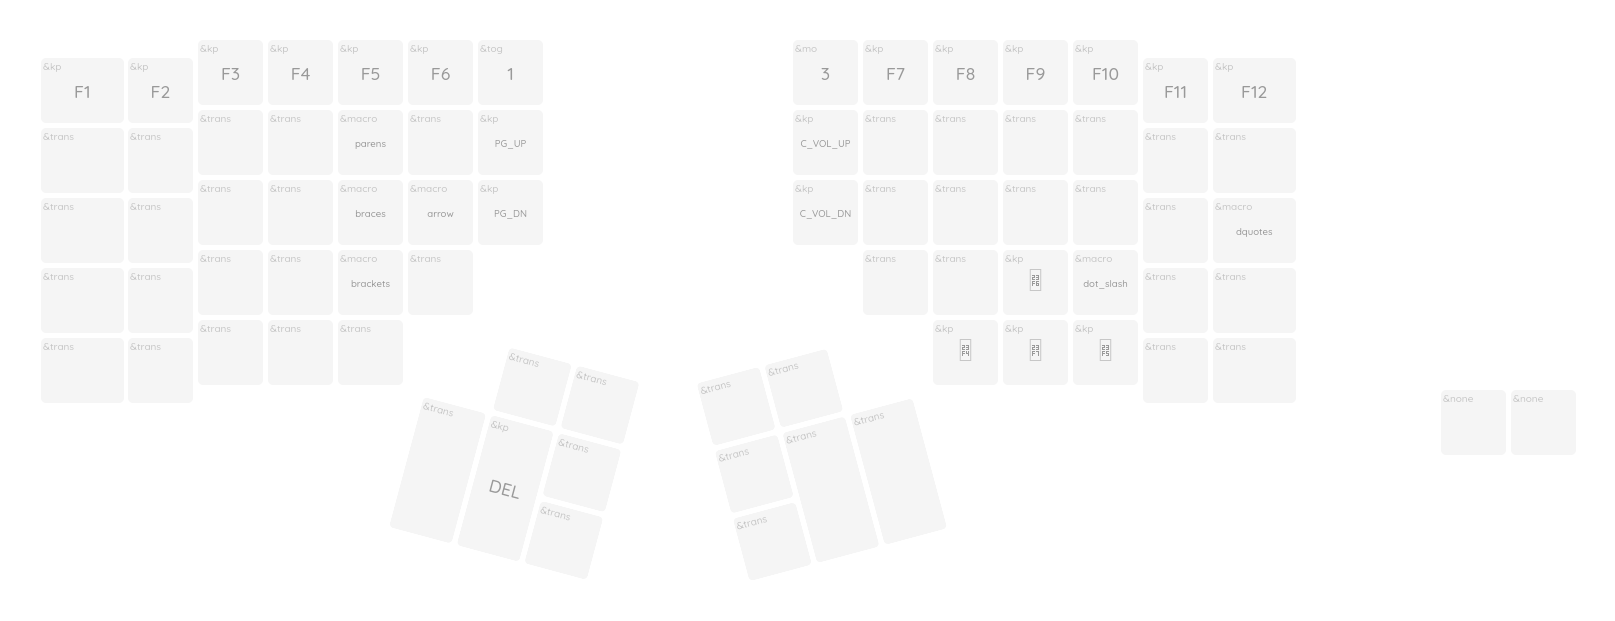 &kp &kp &kp &kp &tog &mo &kp &kp &kp &kp
F3 F4 F5 F6 1 3 F7 F8 F9 F10
&kp &kp &kp &kp
F1 F2 F11 F12
&trans &trans &macro &trans &kp &kp &trans &trans &trans &trans
parens PG_UP C_VOL_UP
&trans &trans &trans &trans
&trans &trans &macro &macro &kp &kp &trans &trans &trans &trans
braces arrow PG_DN C_VOL_DN
&trans &trans &trans &macro
dquotes
&trans &trans &macro &trans &trans &trans &kp &macro
brackets 23F6 dot_slash
&trans &trans &trans &trans
&trans &trans &trans &kp &kp &kp
23F4 23F7 23F5
&trans &trans &trans &trans
&trans &trans &trans &trans
&trans &kp &trans &trans &trans &trans
DEL
&trans &trans
&none &none